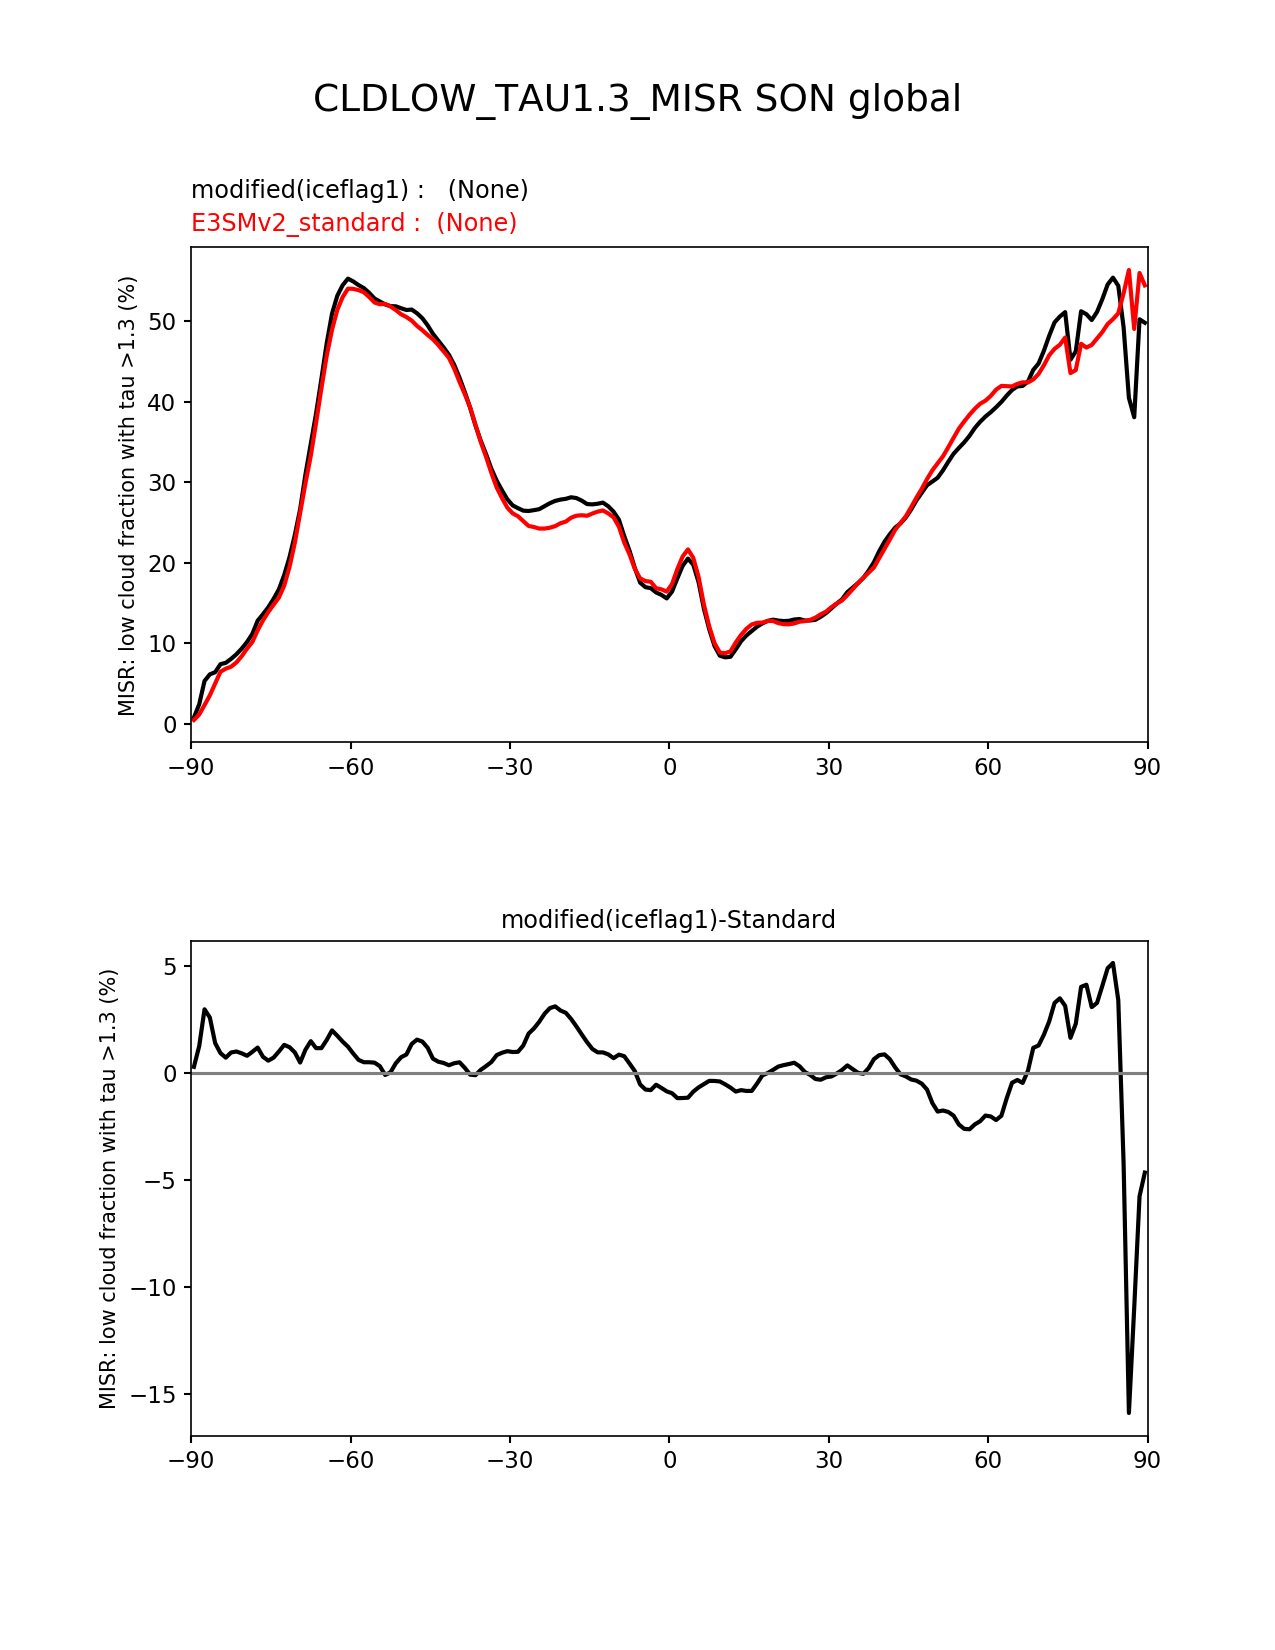 CLDLOW_TAU1.3_MISR SON global
modified(iceflag1) :   (None)
E3SMv2_standard :  (None)
MISR: low cloud fraction with tau >1.3 (%)
50
40
30
20
10
0
−90 −60 −30 0 30 60 90
modified(iceflag1)-Standard
MISR: low cloud fraction with tau >1.3 (%)
5
0
−5
−10
−15
−90 −60 −30 0 30 60 90